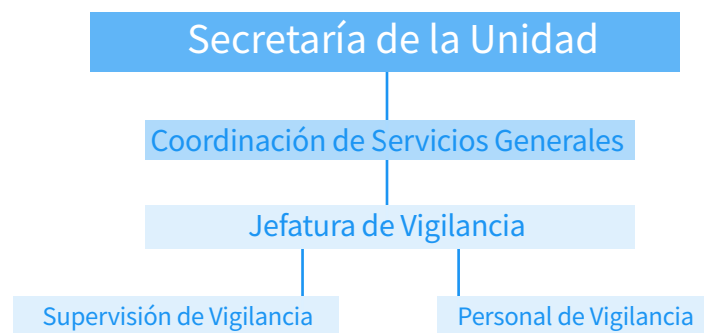 Secretaría de la Unidad
Coordinación de Servicios Generales
Jefatura de Vigilancia
Supervisión de Vigilancia
Personal de Vigilancia